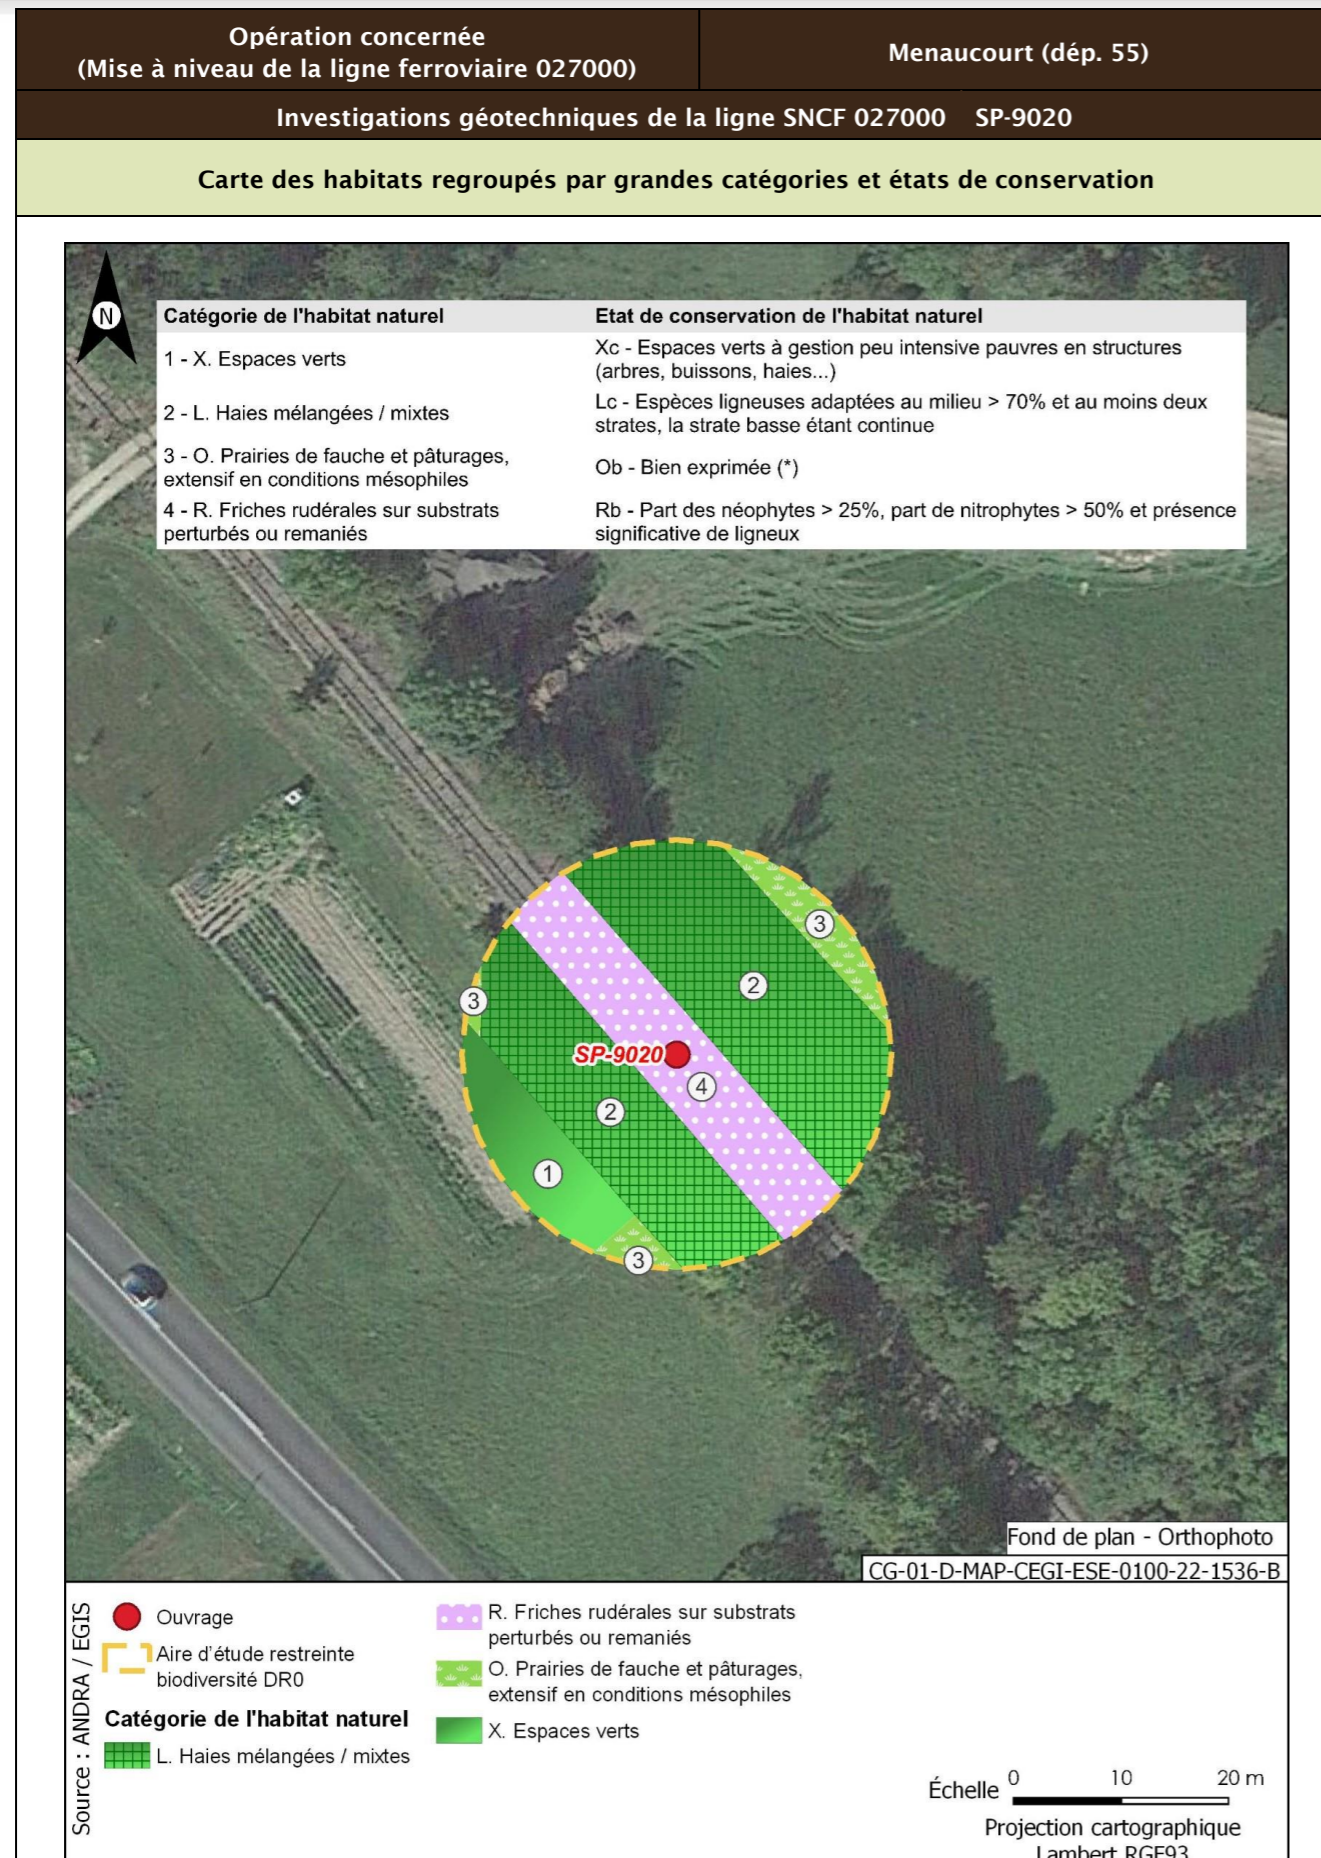 Opération concernée
(Mise à niveau de la ligne ferroviaire 027000)
Menaucourt (dép. 55)
Investigations géotechniques de la ligne SNCF 027000 SP-9020
Carte des habitats regroupés par grandes catégories et états de conservation
N
Catégorie de l'habitat naturel
Etat de conservation de l'habitat naturel
1 - X. Espaces verts
Xc - Espaces verts à gestion peu intensive pauvres en structures
(arbres, buissons, haies...)
2 - L. Haies mélangées / mixtes
Lc - Espèces ligneuses adaptées au milieu > 70% et au moins deux
strates, la strate basse étant continue
3 - O. Prairies de fauche et pâturages,
extensif en conditions mésophiles
Ob - Bien exprimée (*)
4 - R. Friches rudérales sur substrats
perturbés ou remaniés
Rb - Part des néophytes > 25%, part de nitrophytes > 50% et présence
significative de ligneux
3
2
3
SP-9020
4
2
1
3
Fond de plan - Orthophoto
CG-01-D-MAP-CEGI-ESE-0100-22-1536-B
Source : ANDRA / EGIS
Ouvrage
Aire d'étude restreinte
biodiversité DR0
Catégorie de l'habitat naturel
L. Haies mélangées / mixtes
R. Friches rudérales sur substrats
perturbés ou remaniés
O. Prairies de fauche et pâturages,
extensif en conditions mésophiles
X. Espaces verts
Échelle 0 10 20 m
Projection cartographique
Lambert RGF93